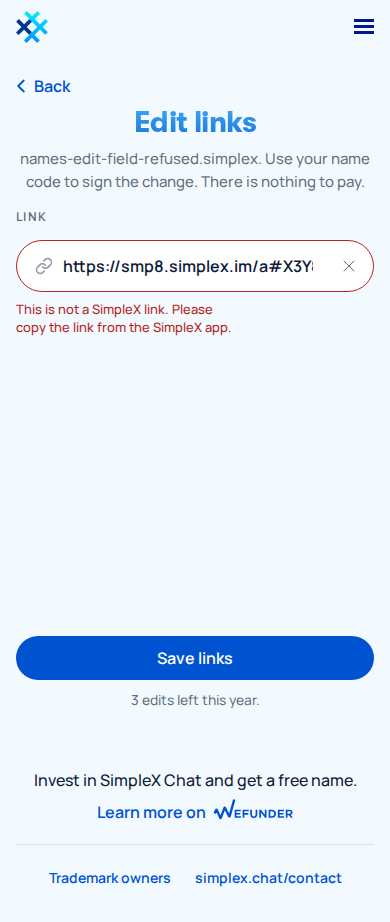 Back
Edit links
names-edit-field-refused.simplex. Use your name
code to sign the change. There is nothing to pay.
LINK
https://smp8.simplex.im/a#X3Y
This is not a SimpleX link. Please
copy the link from the SimpleX app.
Save links
3 edits left this year.
Invest in SimpleX Chat and get a free name.
Learn more on WEFUNDER
Trademark owners simplex.chat/contact